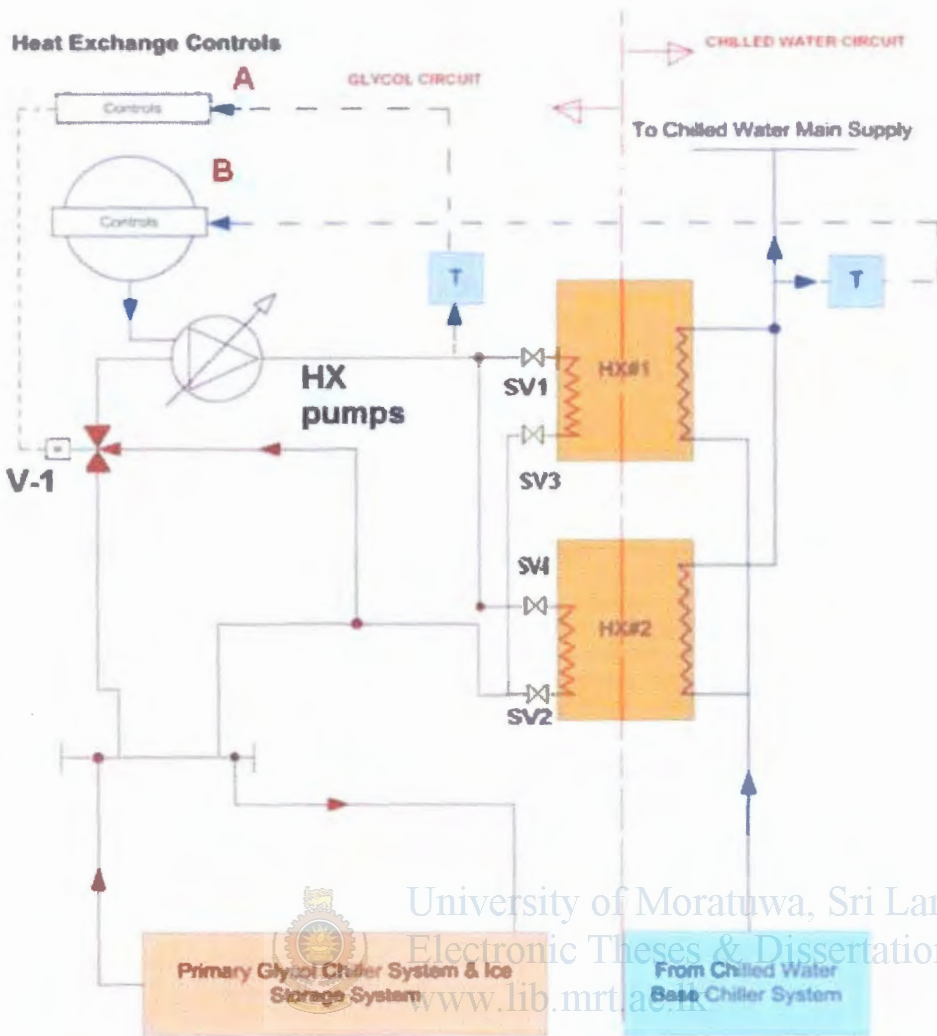 Heat Exchange Controls
CHILLED WATER CIRCUIT
A
GLYCOL CIRCUIT
Controls
To Chilled Water Main Supply
B
Controls
T
T
HX#1
HX
pumps
SV1
V-1
SV3
SV4
HX#2
SV2
University of Moratuwa, Sri Lan
Electronic Theses & Dissertation
www.lib.mrt.ac.lk
Primary Glycol Chiller System & Ice
Storage System
From Chilled Water
Base Chiller System